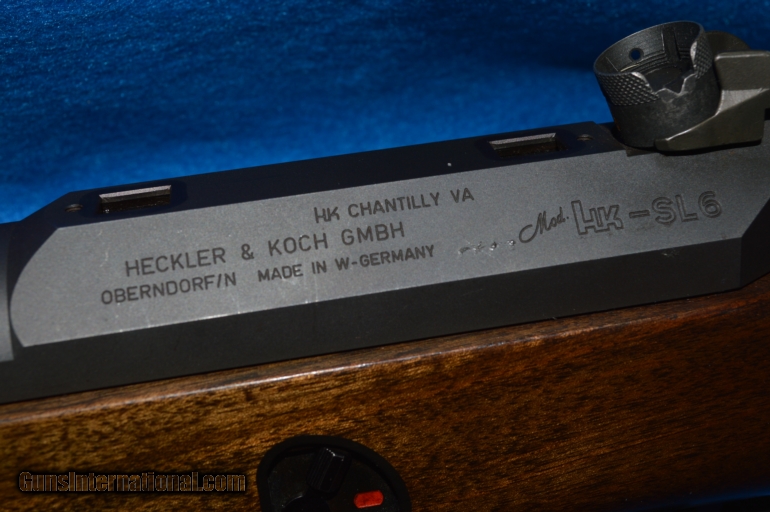 HK CHANTILLY VA
HECKLER & KOCH GMBH
OBERNDORF/N MADE IN W-GERMANY
Mod. HK-SL6
GunsInternational.com